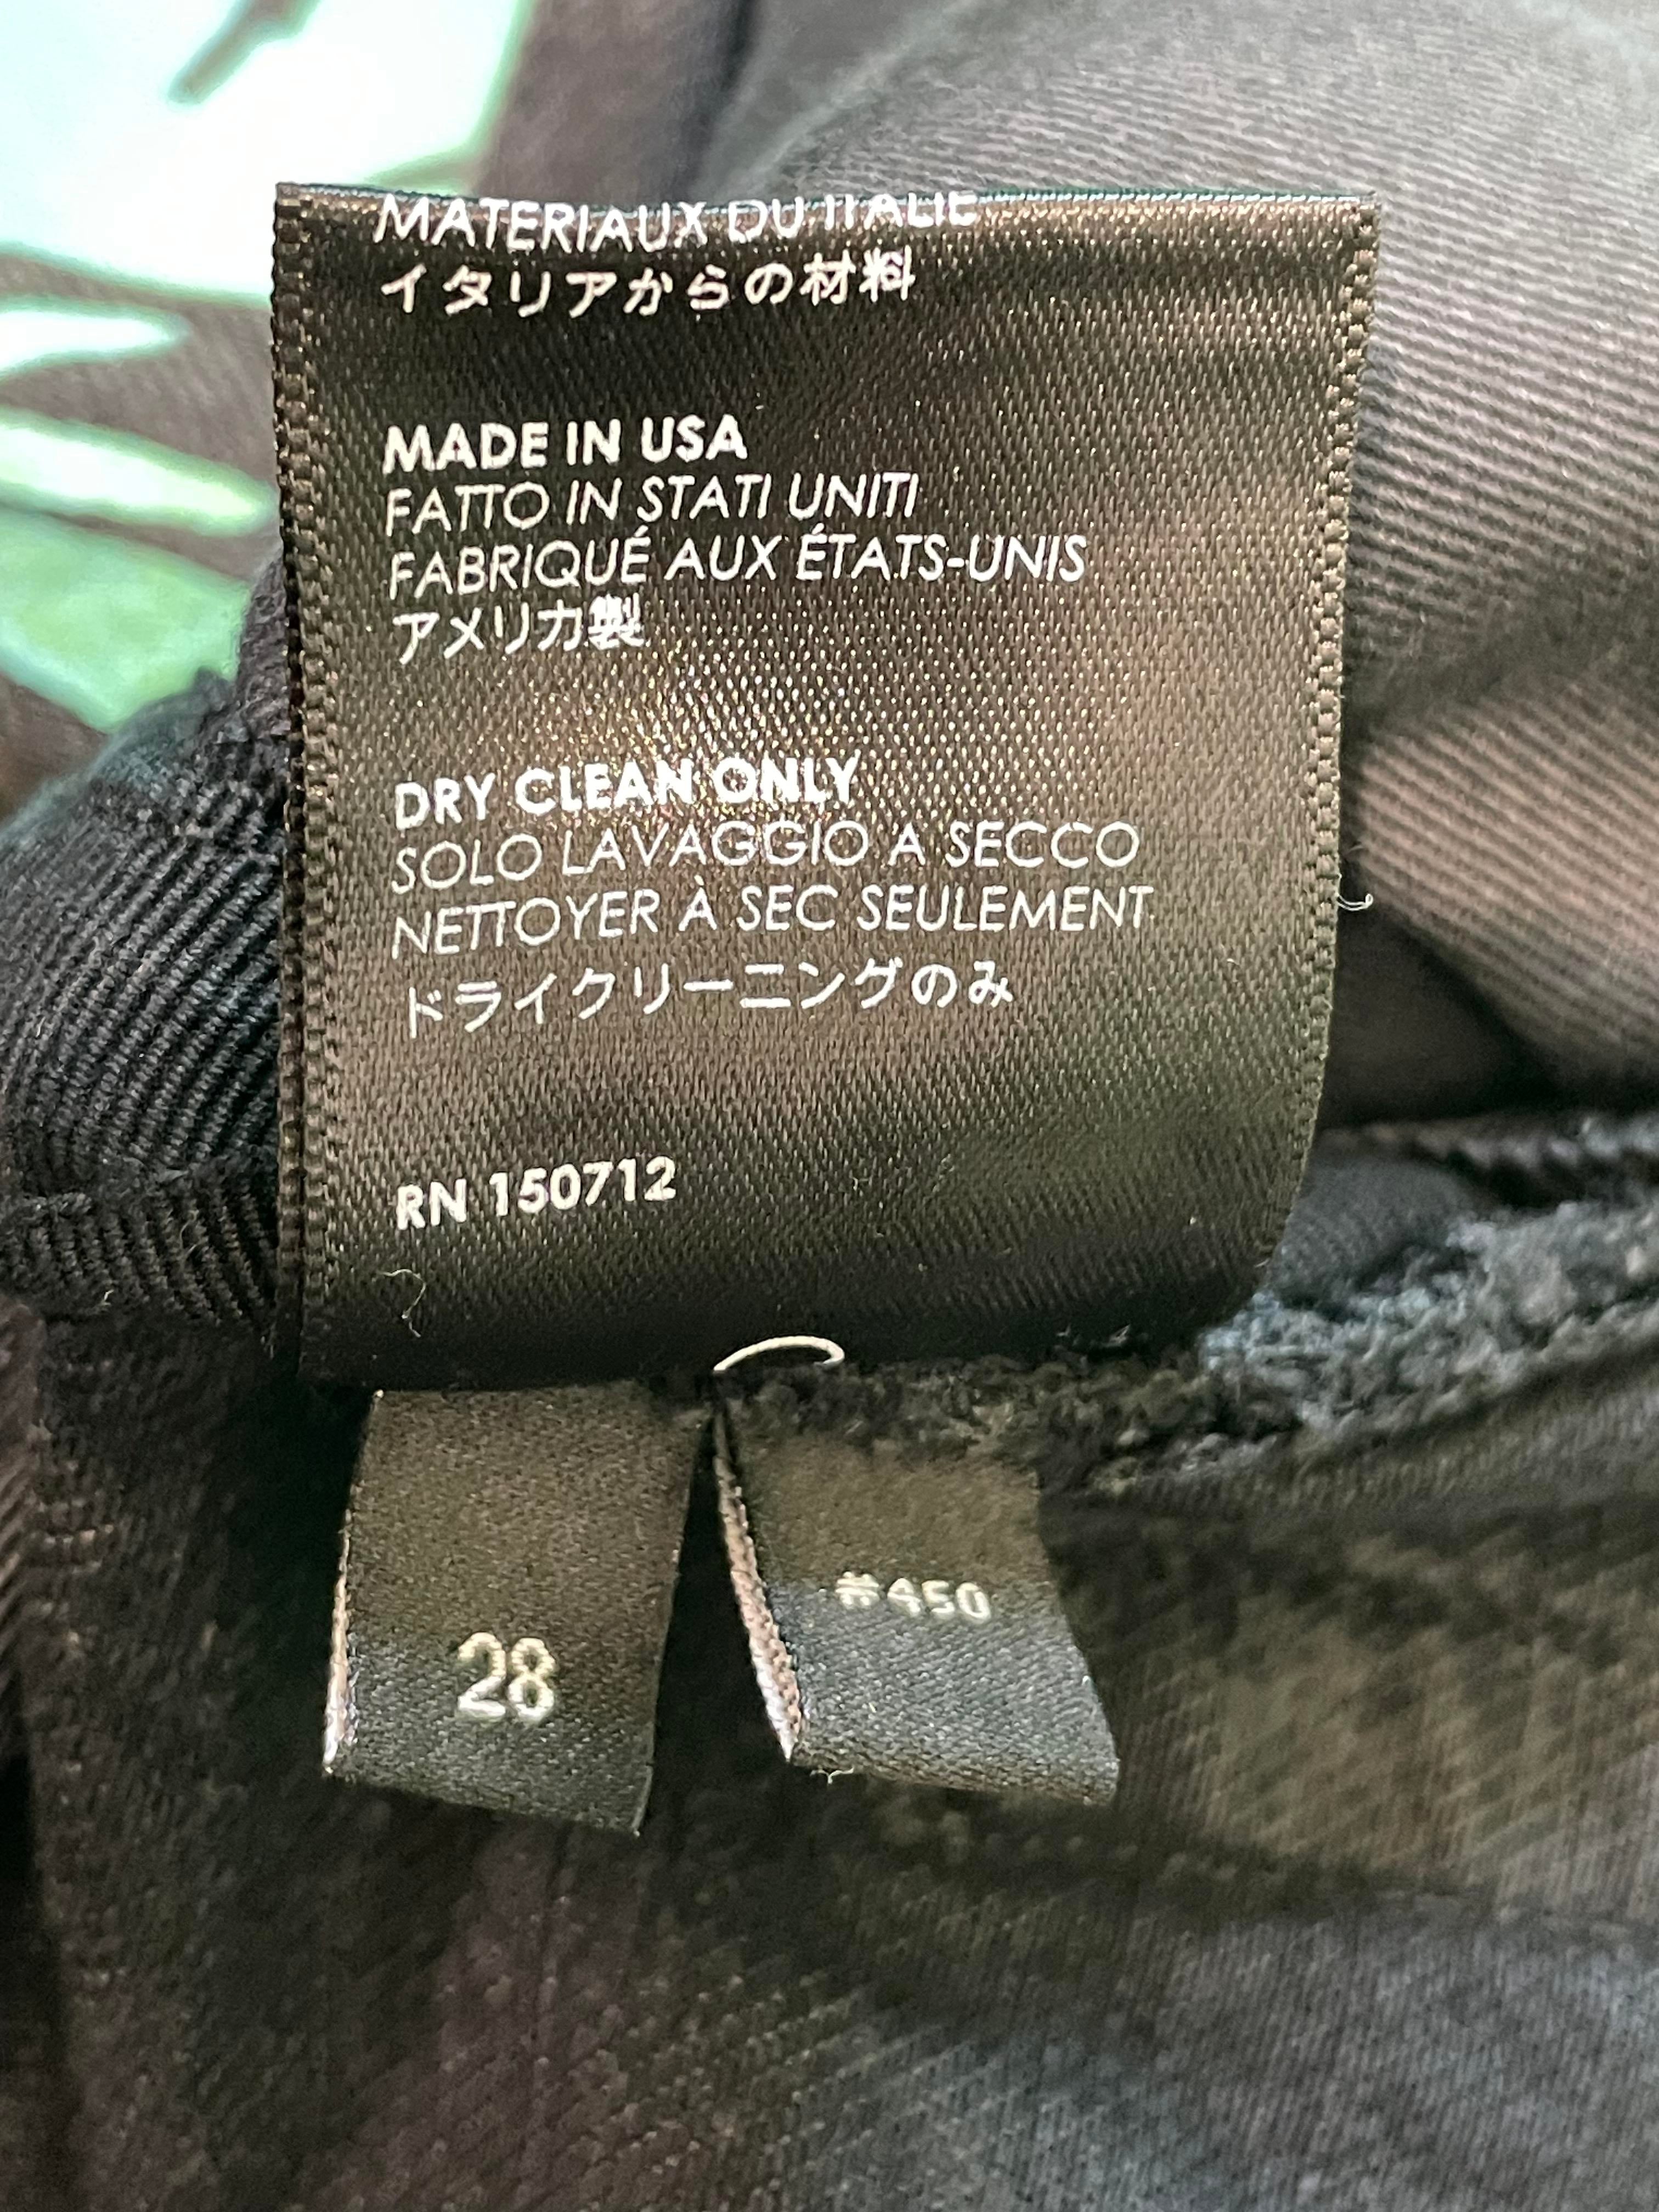 MATERIAUX DU ITALIE
イタリアからの材料
MADE IN USA
FATTO IN STATI UNITI
FABRIQUÉ AUX ÉTATS-UNIS
アメリカ製
DRY CLEAN ONLY
SOLO LAVAGGIO A SECCO
NETTOYER À SEC SEULEMENT
ドライクリーニングのみ
RN 150712
28
#450